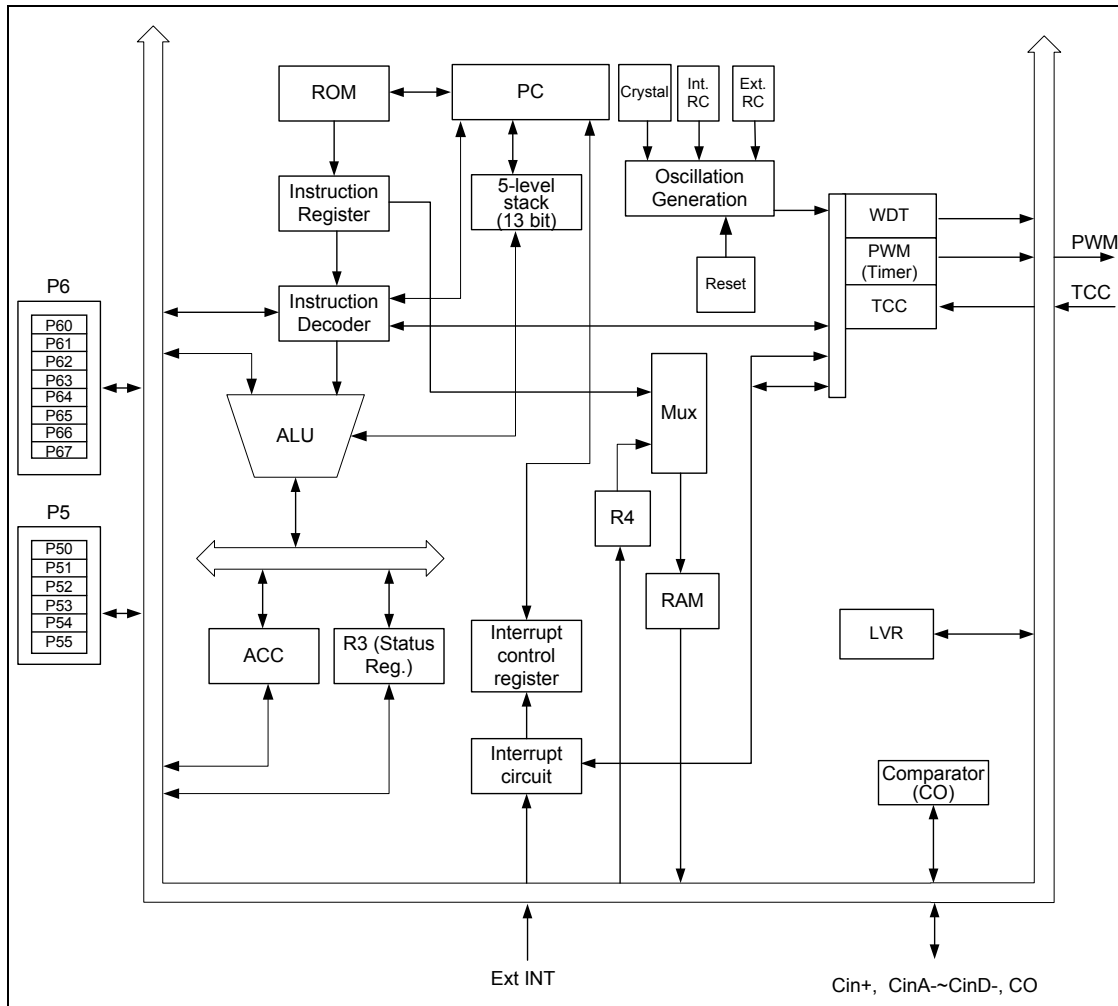 ROM
PC
Crystal
Int.
RC
Ext.
RC
Instruction
Register
5-level
stack
(13 bit)
Oscillation
Generation
WDT
PWM
(Timer)
TCC
PWM
TCC
Reset
P6
P60
P61
P62
P63
P64
P65
P66
P67
Instruction
Decoder
Mux
ALU
R4
P5
P50
P51
P52
P53
P54
P55
RAM
ACC
R3 (Status
Reg.)
Interrupt
control
register
LVR
Interrupt
circuit
Comparator
(CO)
Ext INT
Cin+, CinA-~CinD-, CO